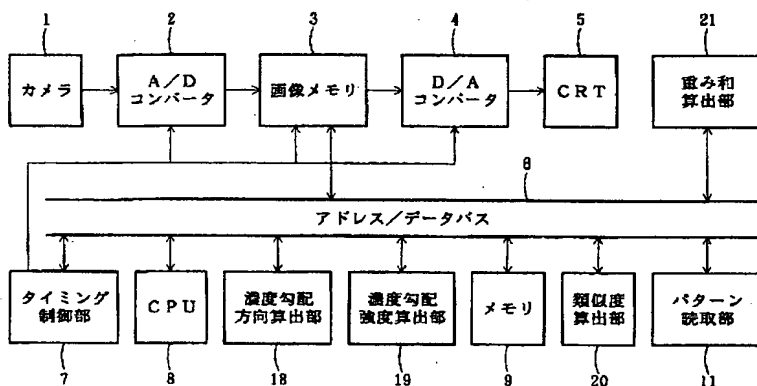 1
2
3
4
5
21
カメラ
A/D
コンバータ
画像メモリ
D/A
コンバータ
CRT
重み和
算出部
6
アドレス/データバス
タイミング
制御部
CPU
濃度勾配
方向算出部
濃度勾配
強度算出部
メモリ
類似度
算出部
パターン
読取部
7
8
18
19
9
20
11